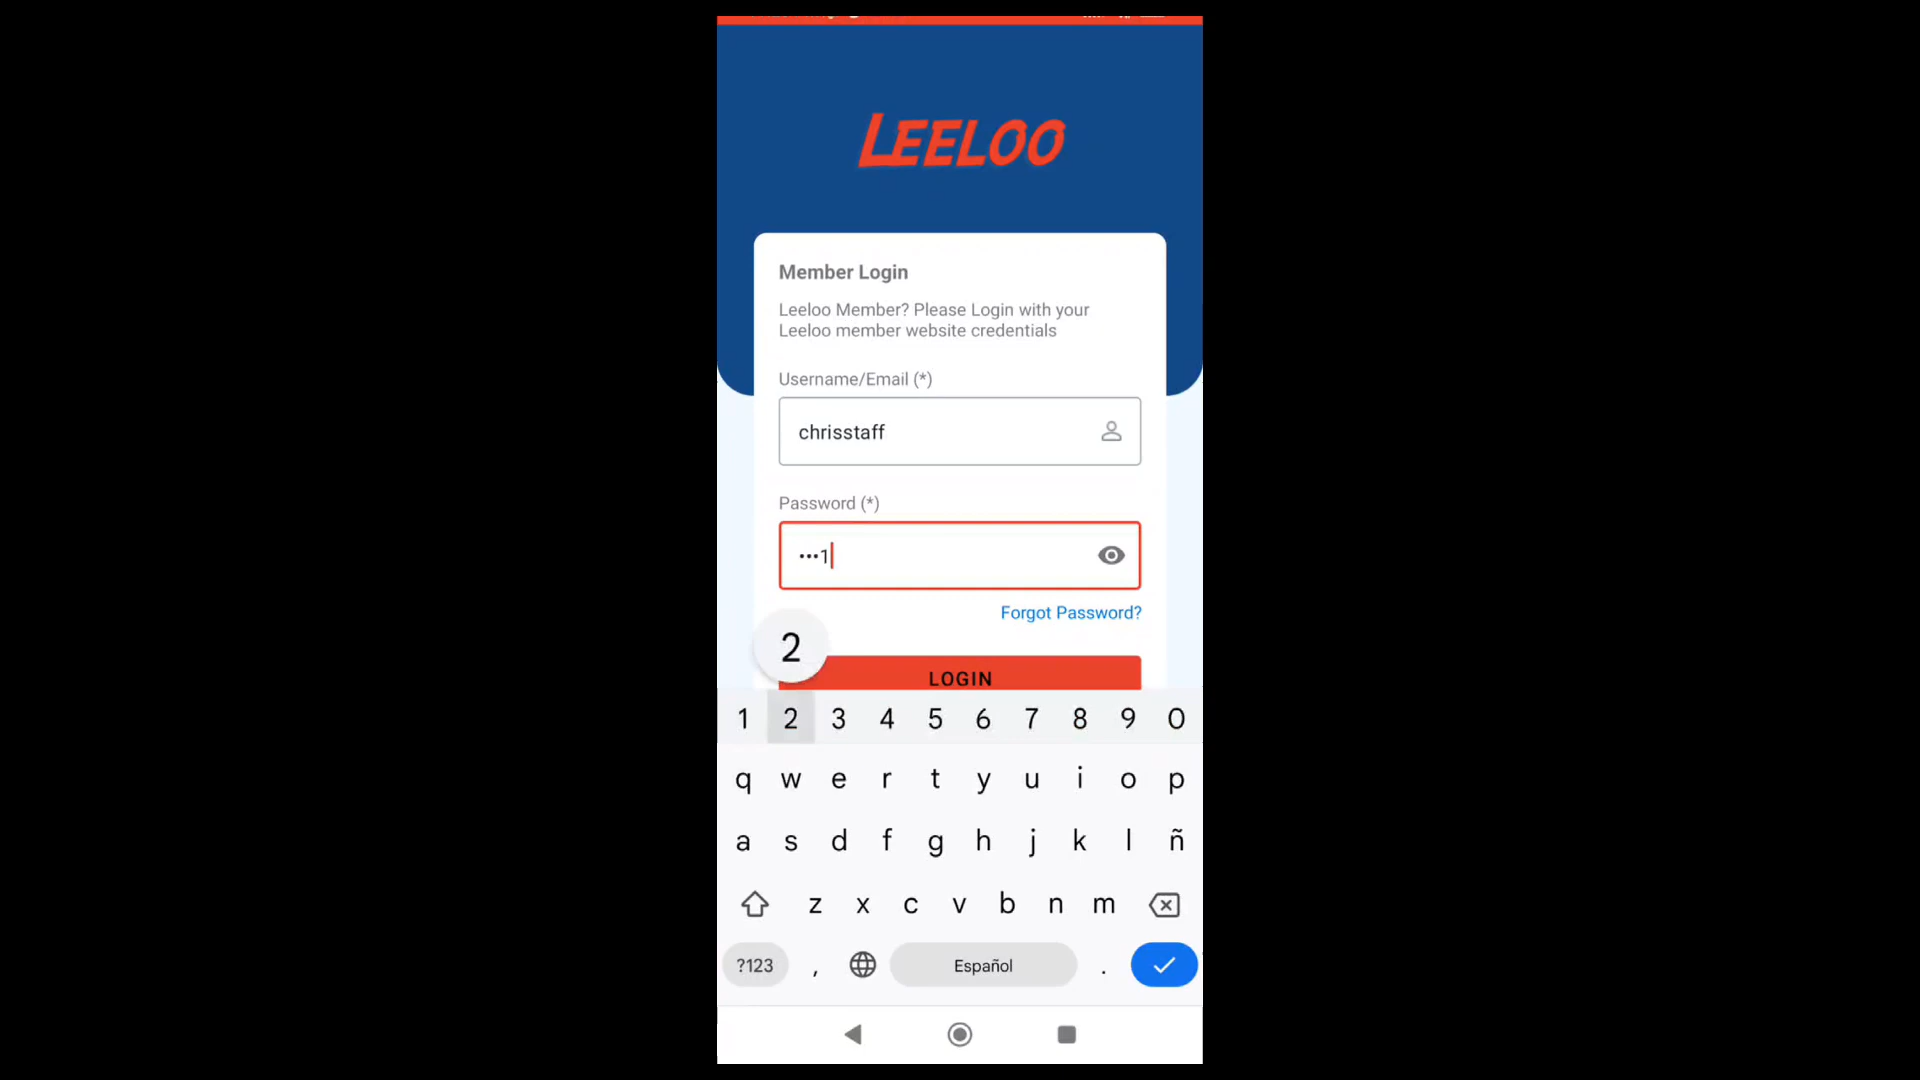 LEELOO
Member Login
Leeloo Member? Please Login with your
Leeloo member website credentials
Username/Email (*)
chrisstaff
Password (*)
•••1
Forgot Password?
2
LOGIN
1 2 3 4 5 6 7 8 9 0
q w e r t y u i o p
a s d f g h j k l ñ
z x c v b n m
?123 , Español .